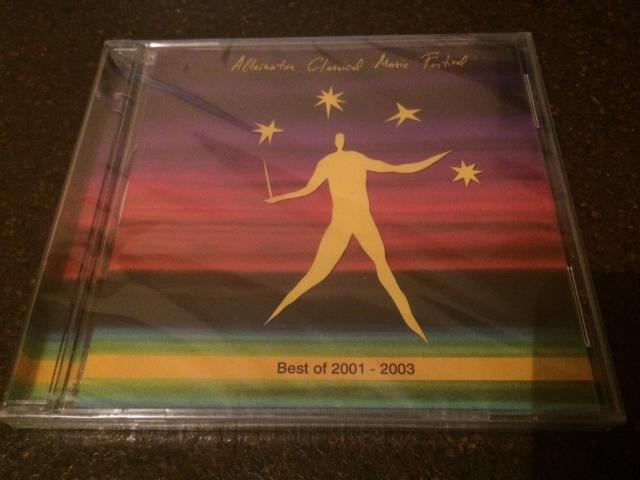 Alternative Classical Music Festival
Best of 2001 - 2003